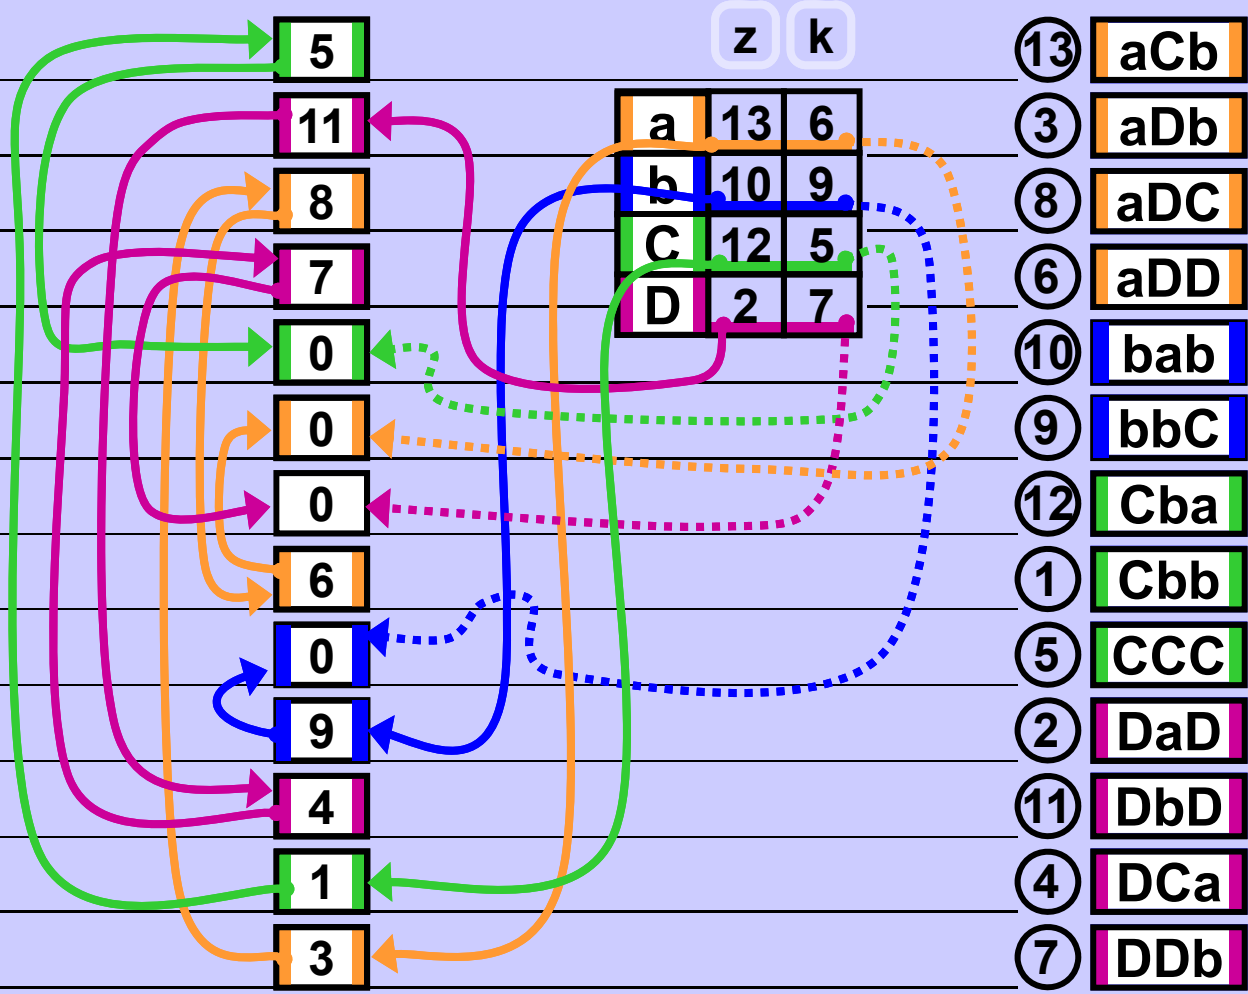 z k
5 13 aCb
11 a 13 6 3 aDb
8 b 10 9 8 aDC
7 C 12 5 6 aDD
D 2 7
0 10 bab
0 9 bbC
0 12 Cba
6 1 Cbb
0 5 CCC
9 2 DaD
4 11 DbD
1 4 DCa
3 7 DDb